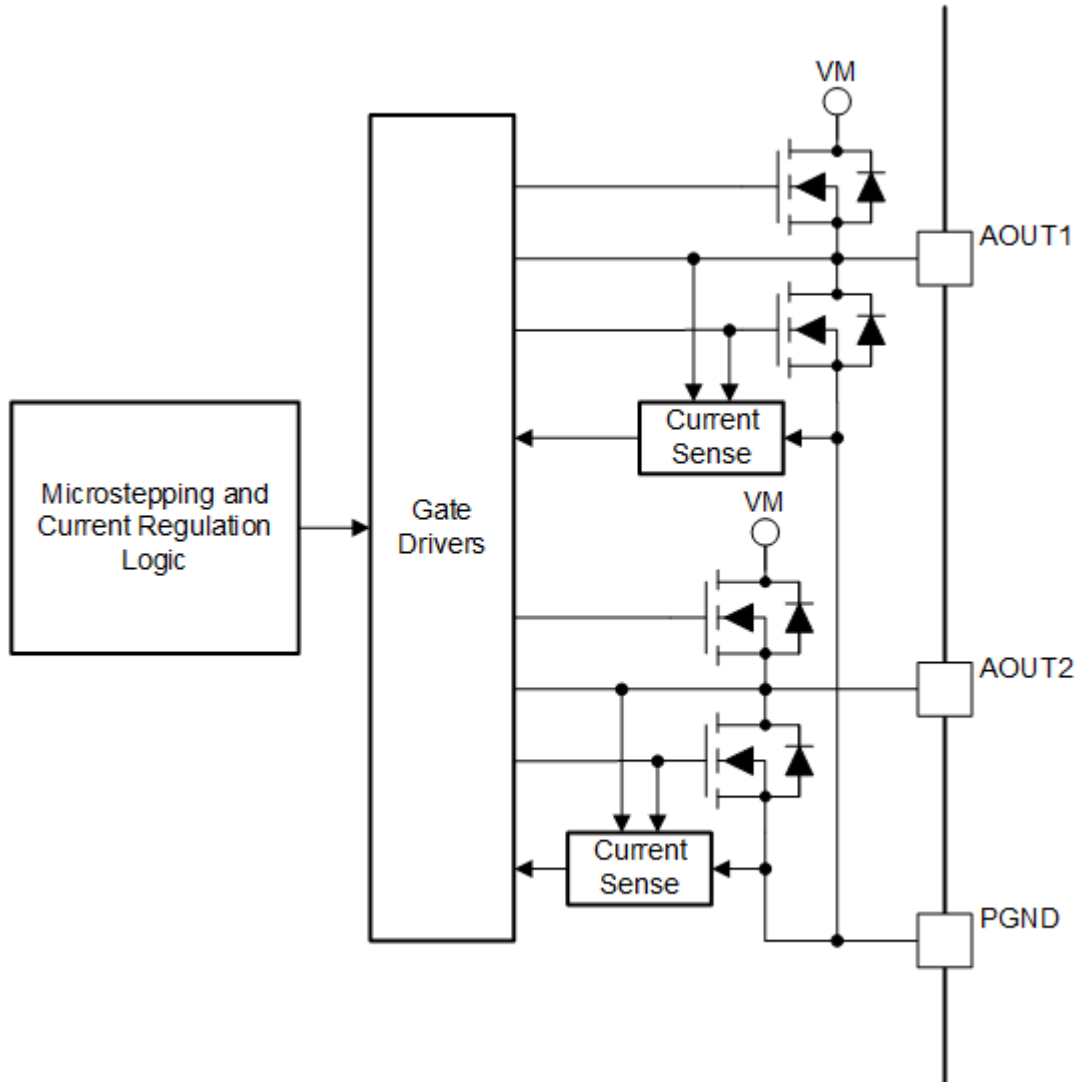 VM
AOUT1
Current
Sense
Microstepping and
Current Regulation
Logic
Gate
Drivers
VM
AOUT2
Current
Sense
PGND